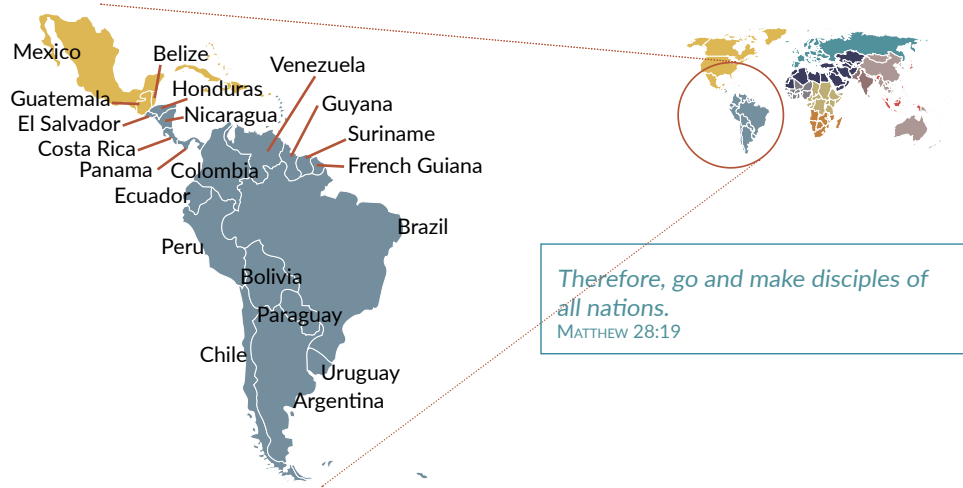 Mexico
Belize
Venezuela
Guatemala
Honduras
Guyana
El Salvador
Nicaragua
Suriname
Costa Rica
Panama
Colombia
French Guiana
Ecuador
Brazil
Peru
Bolivia
Paraguay
Chile
Uruguay
Argentina
Therefore, go and make disciples of
all nations.
MATTHEW 28:19